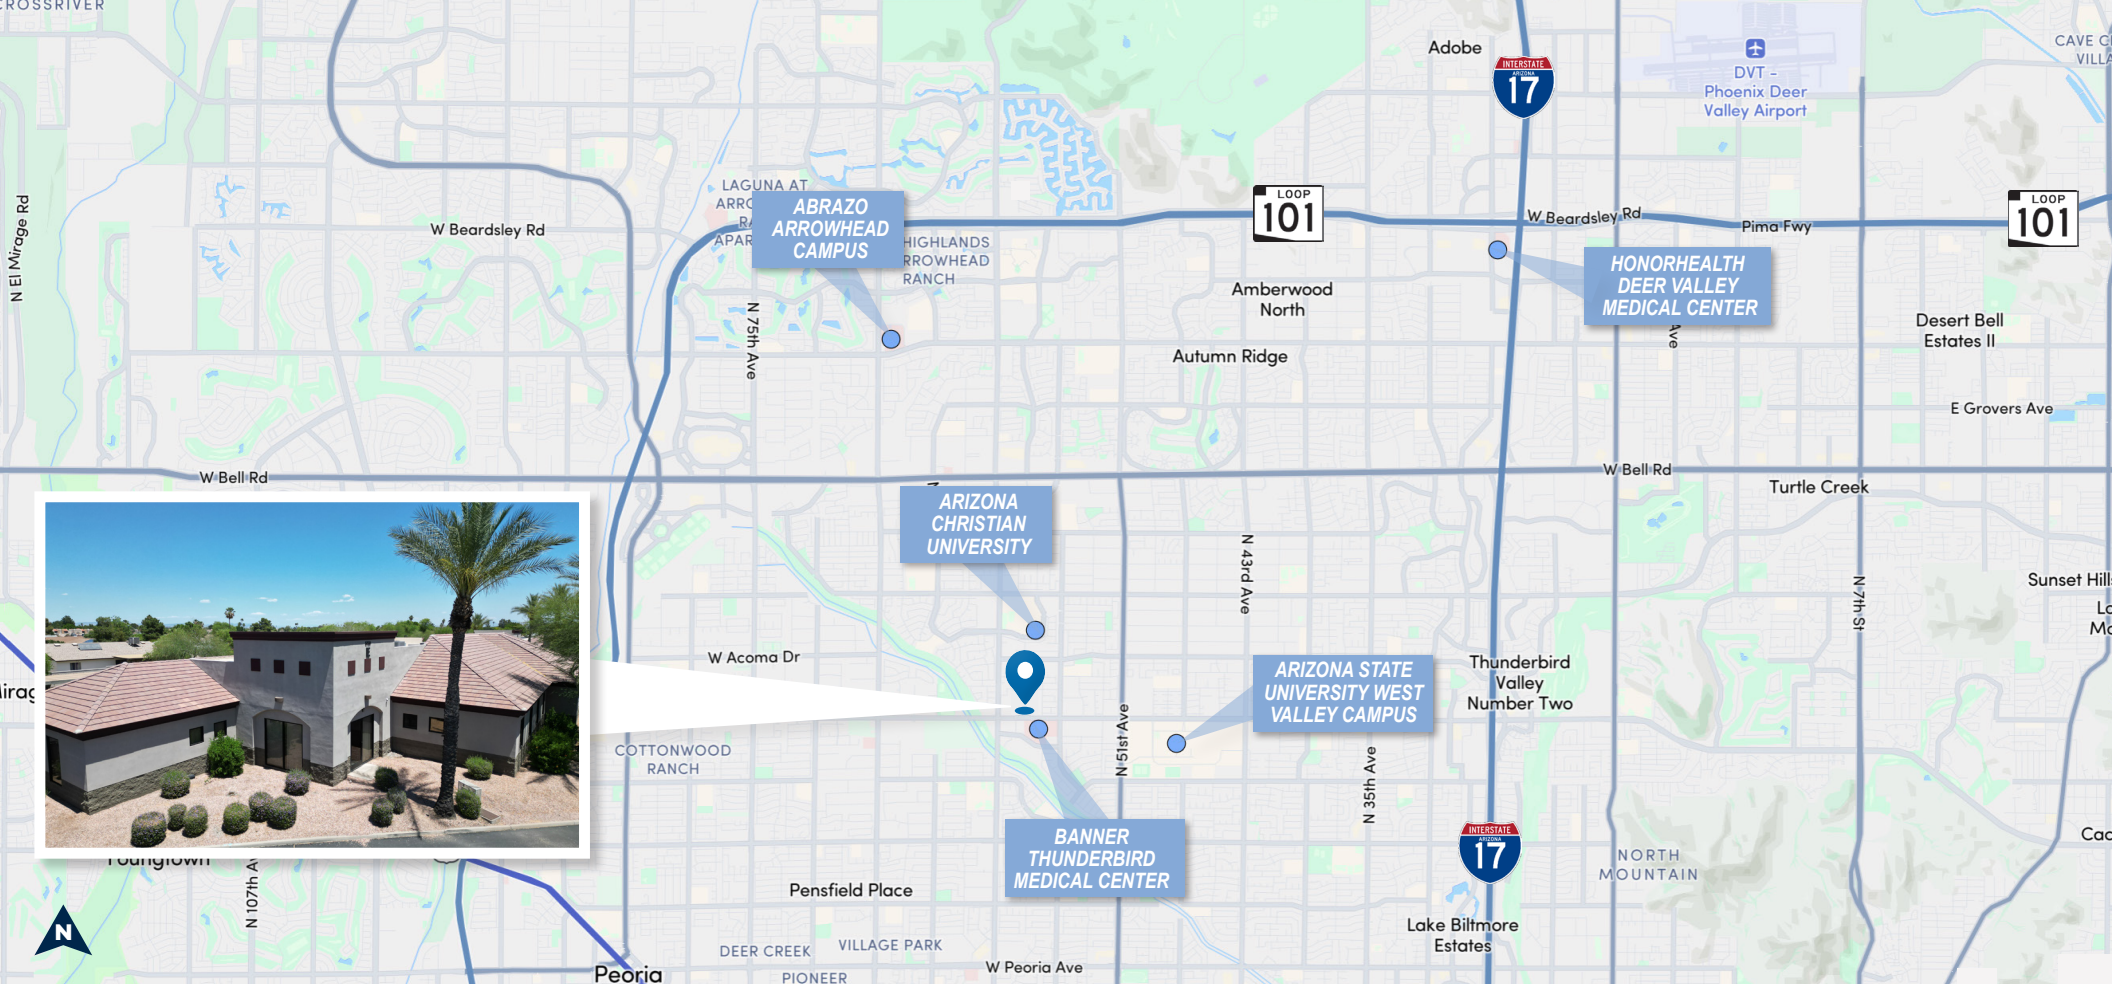 CROSSRIVER
Adobe
INTERSTATE
ARIZONA
17
DVT -
Phoenix Deer
Valley Airport
N El Mirage Rd
W Beardsley Rd
LAGUNA AT
ABRAZO
ARROWHEAD
CAMPUS
HIGHLANDS
ARROWHEAD
RANCH
LOOP
101
W Beardsley Rd
Pima Fwy
LOOP
101
HONORHEALTH
DEER VALLEY
MEDICAL CENTER
Ave
Amberwood
North
N 75th Ave
Autumn Ridge
Desert Bell
Estates II
E Grovers Ave
W Bell Rd
W Bell Rd
Turtle Creek
ARIZONA
CHRISTIAN
UNIVERSITY
N 43rd Ave
N 7th St
Sunset Hill
W Acoma Dr
ARIZONA STATE
UNIVERSITY WEST
VALLEY CAMPUS
Thunderbird
Valley
Number Two
COTTONWOOD
RANCH
N 51st Ave
N 35th Ave
BANNER
THUNDERBIRD
MEDICAL CENTER
INTERSTATE
ARIZONA
17
NORTH
MOUNTAIN
Youngtown
N 107th A
Pensfield Place
N
Lake Biltmore
Estates
DEER CREEK
VILLAGE PARK
W Peoria Ave
Peoria
PIONEER